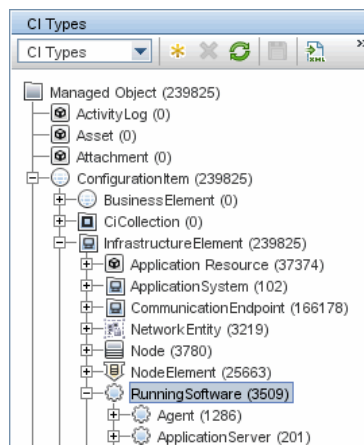 CI Types
CI Types
XML
»
Managed Object (239825)
ActivityLog (0)
Asset (0)
Attachment (0)
ConfigurationItem (239825)
BusinessElement (0)
CiCollection (0)
InfrastructureElement (239825)
Application Resource (37374)
ApplicationSystem (102)
CommunicationEndpoint (166178)
NetworkEntity (3219)
Node (3780)
NodeElement (25663)
RunningSoftware (3509)
Agent (1286)
ApplicationServer (201)